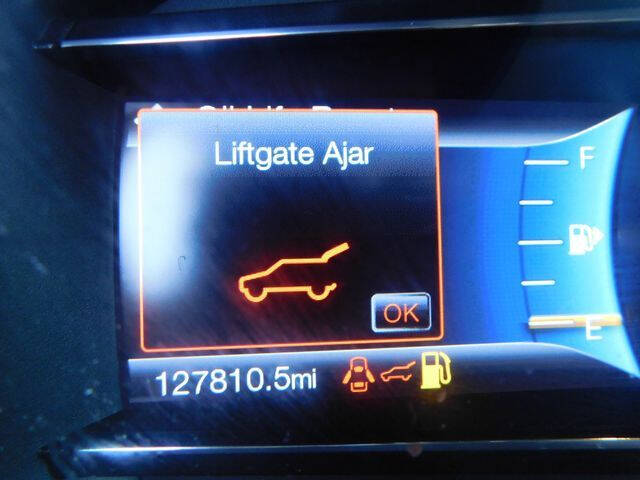 Liftgate Ajar
F
OK
E
127810.5mi